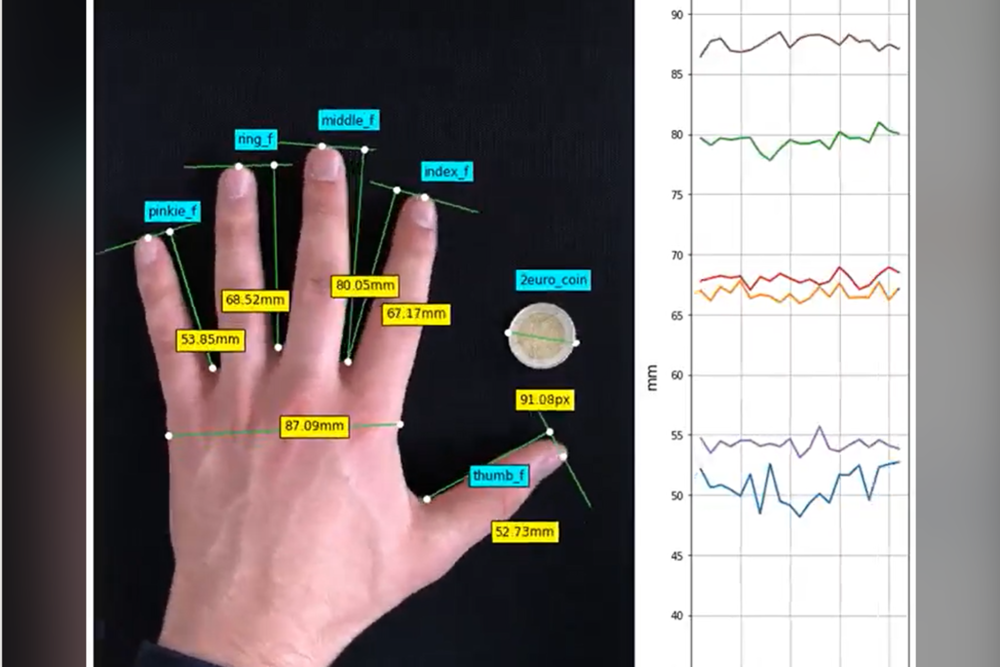 middle_f
ring_f
index_f
pinkie_f
2euro_coin
80.05mm
68.52mm
67.17mm
53.85mm
91.08px
87.09mm
thumb_f
52.73mm
90
85
80
75
70
65
60
55
50
45
40
mm